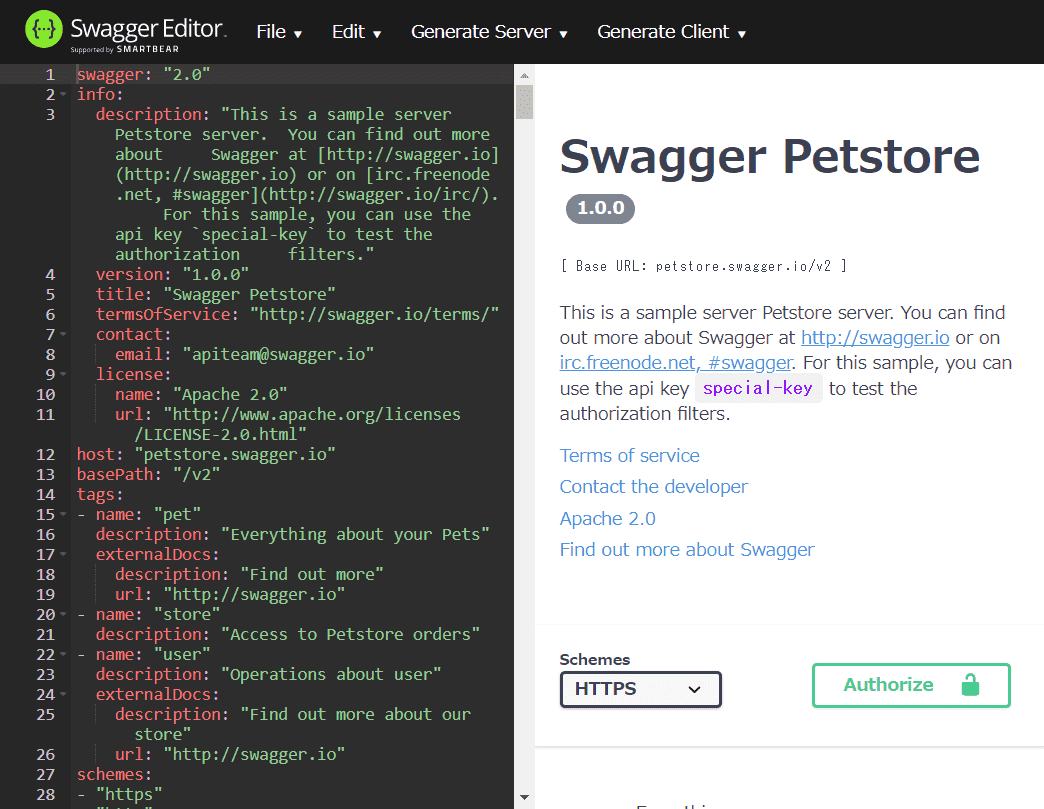 Swagger Editor.
Supported by SMARTBEAR
File ▼ Edit ▼ Generate Server ▼ Generate Client ▼
1 swagger: "2.0"
2 info:
3 description: "This is a sample server
Petstore server.  You can find out more
about     Swagger at [http://swagger.io]
(http://swagger.io) or on [irc.freenode
.net, #swagger](http://swagger.io/irc/).
     For this sample, you can use the
api key `special-key` to test the
authorization     filters."
4 version: "1.0.0"
5 title: "Swagger Petstore"
6 termsOfService: "http://swagger.io/terms/"
7 contact:
8 email: "apiteam@swagger.io"
9 license:
10 name: "Apache 2.0"
11 url: "http://www.apache.org/licenses
/LICENSE-2.0.html"
12 host: "petstore.swagger.io"
13 basePath: "/v2"
14 tags:
15 - name: "pet"
16 description: "Everything about your Pets"
17 externalDocs:
18 description: "Find out more"
19 url: "http://swagger.io"
20 - name: "store"
21 description: "Access to Petstore orders"
22 - name: "user"
23 description: "Operations about user"
24 externalDocs:
25 description: "Find out more about our
store"
26 url: "http://swagger.io"
27 schemes:
28 - "https"
Swagger Petstore
1.0.0
[ Base URL: petstore.swagger.io/v2 ]
This is a sample server Petstore server. You can find
out more about Swagger at http://swagger.io or on
irc.freenode.net, #swagger. For this sample, you can
use the api key special-key to test the
authorization filters.
Terms of service
Contact the developer
Apache 2.0
Find out more about Swagger
Schemes
HTTPS
Authorize